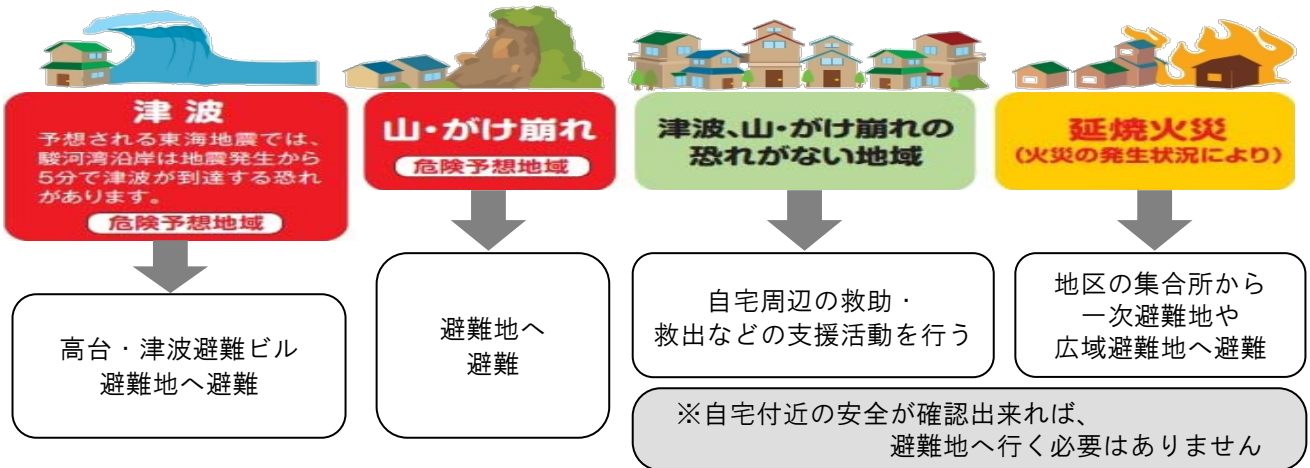 津波
予想される東海地震では、
駿河湾沿岸は地震発生から
5分で津波が到達する恐れ
があります。
危険予想地域
高台・津波避難ビル
避難地へ避難
山・がけ崩れ
危険予想地域
避難地へ
避難
津波、山・がけ崩れの
恐れがない地域
自宅周辺の救助・
救出などの支援活動を行う
延焼火災
(火災の発生状況により)
地区の集合所から
一次避難地や
広域避難地へ避難
※自宅付近の安全が確認出来れば、
避難地へ行く必要はありません